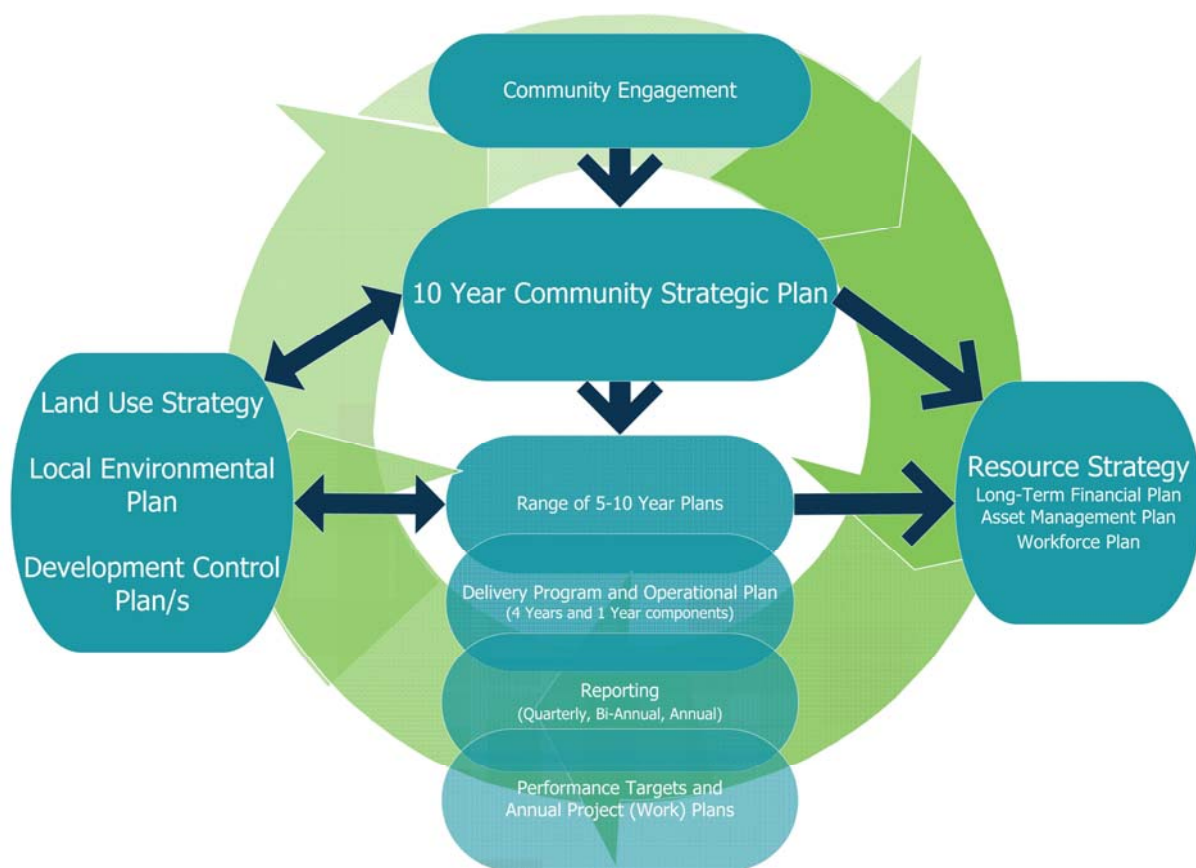 Community Engagement
10 Year Community Strategic Plan
Land Use Strategy
Local Environmental
Plan
Development Control
Plan/s
Range of 5-10 Year Plans
Resource Strategy
Long-Term Financial Plan
Asset Management Plan
Workforce Plan
Delivery Program and Operational Plan
(4 Years and 1 Year components)
Reporting
(Quarterly, Bi-Annual, Annual)
Performance Targets and
Annual Project (Work) Plans